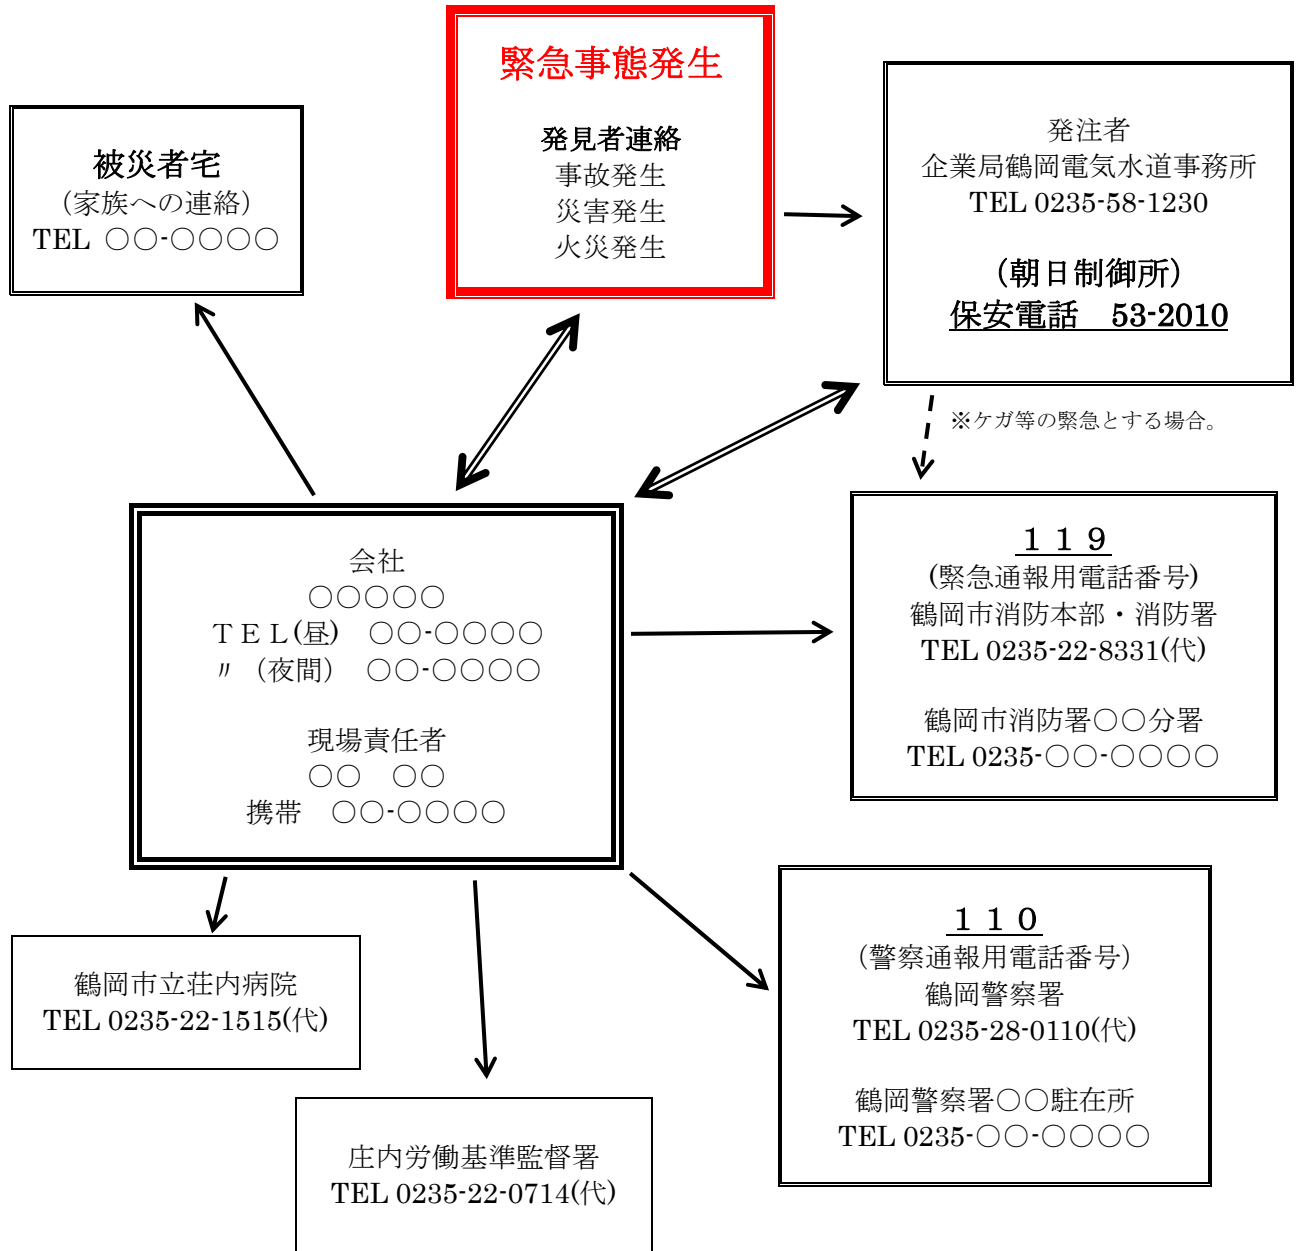 緊急事態発生
発見者連絡
事故発生
災害発生
火災発生
被災者宅
（家族への連絡）
TEL ○○-○○○○
発注者
企業局鶴岡電気水道事務所
TEL 0235-58-1230
（朝日制御所）
保安電話　53-2010
※ケガ等の緊急とする場合。
会社
○○○○○
ＴＥＬ(昼)　○○-○○○○
〃（夜間）　○○-○○○○
現場責任者
○○　○○
携帯　○○-○○○○
１１９
(緊急通報用電話番号)
鶴岡市消防本部・消防署
TEL 0235-22-8331(代)
鶴岡市消防署○○分署
TEL 0235-○○-○○○○
１１０
（警察通報用電話番号）
鶴岡警察署
TEL 0235-28-0110(代)
鶴岡警察署○○駐在所
TEL 0235-○○-○○○○
鶴岡市立荘内病院
TEL 0235-22-1515(代)
庄内労働基準監督署
TEL 0235-22-0714(代)